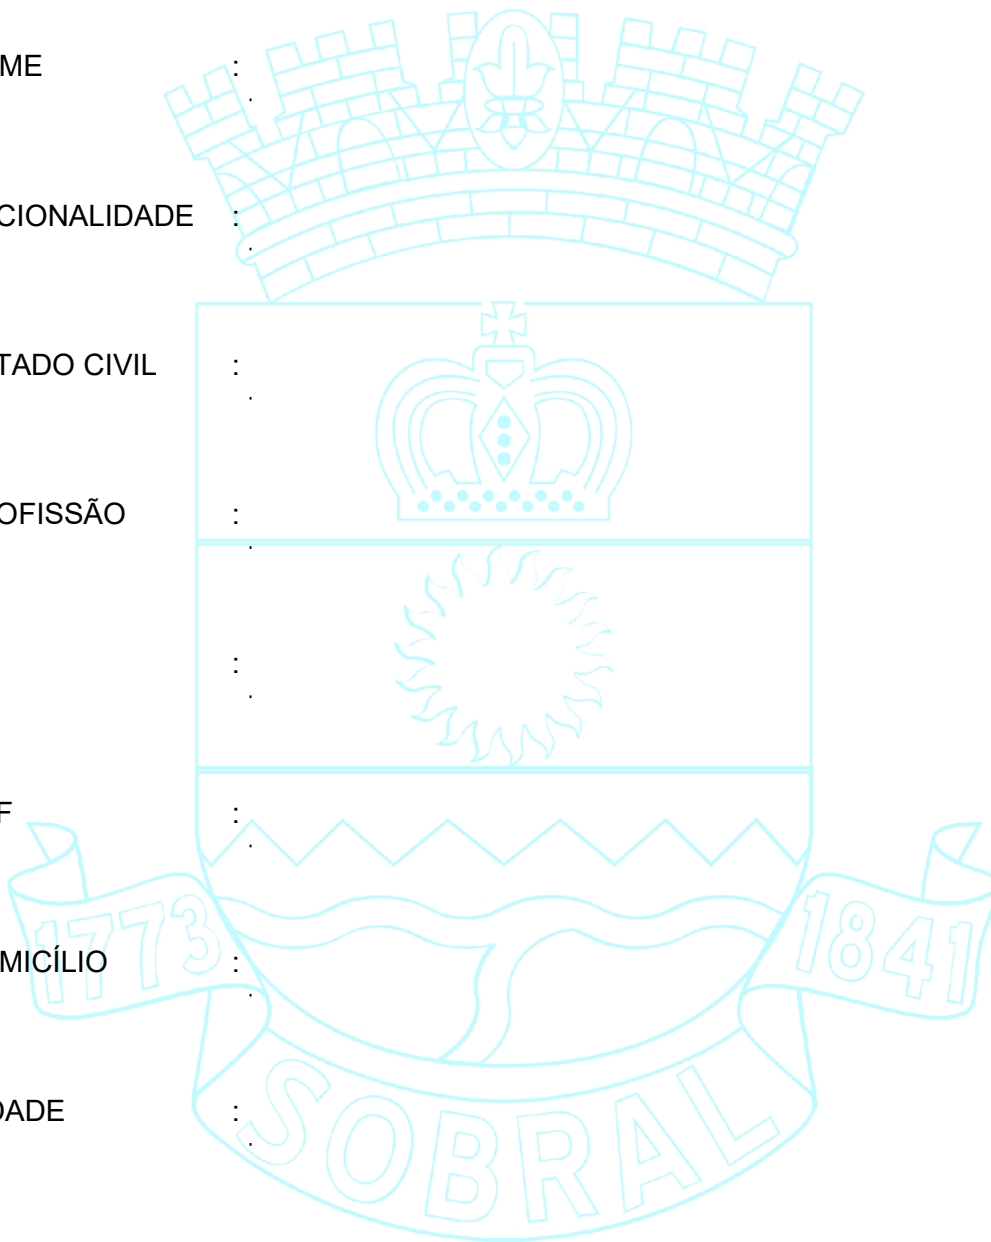 ME :
.
CIONALIDADE :
.
TADO CIVIL :
.
OFISSÃO :
.
:
.
F :
.
1773 1841
MICÍLIO :
.
DADE :
.
SOBRAL